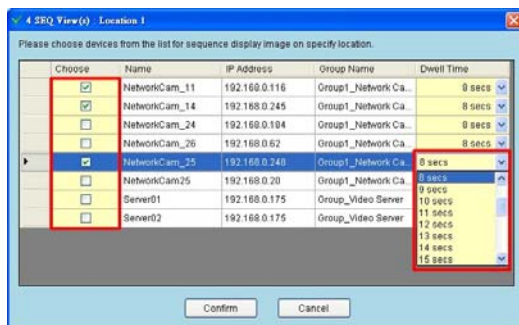 4 SEQ View(s) : Location 1
Please choose devices from the list for sequence display image on specify location.
Choose Name IP Address Group Name Dwell Time
NetworkCam_11 192.168.0.116 Group1_Network Ca... 8 secs
NetworkCam_14 192.168.0.245 Group1_Network Ca... 8 secs
NetworkCam_24 192.168.0.184 Group1_Network Ca... 8 secs
NetworkCam_26 192.168.0.62 Group1_Network Ca... 8 secs
NetworkCam_25 192.168.0.248 Group1_Network Ca... 8 secs
NetworkCam25 192.168.0.20 Group1_Network Ca...
Server01 192.168.0.175 Group_Video Server
Server02 192.168.0.175 Group_Video Server
8 secs
9 secs
10 secs
11 secs
12 secs
13 secs
14 secs
15 secs
Confirm Cancel